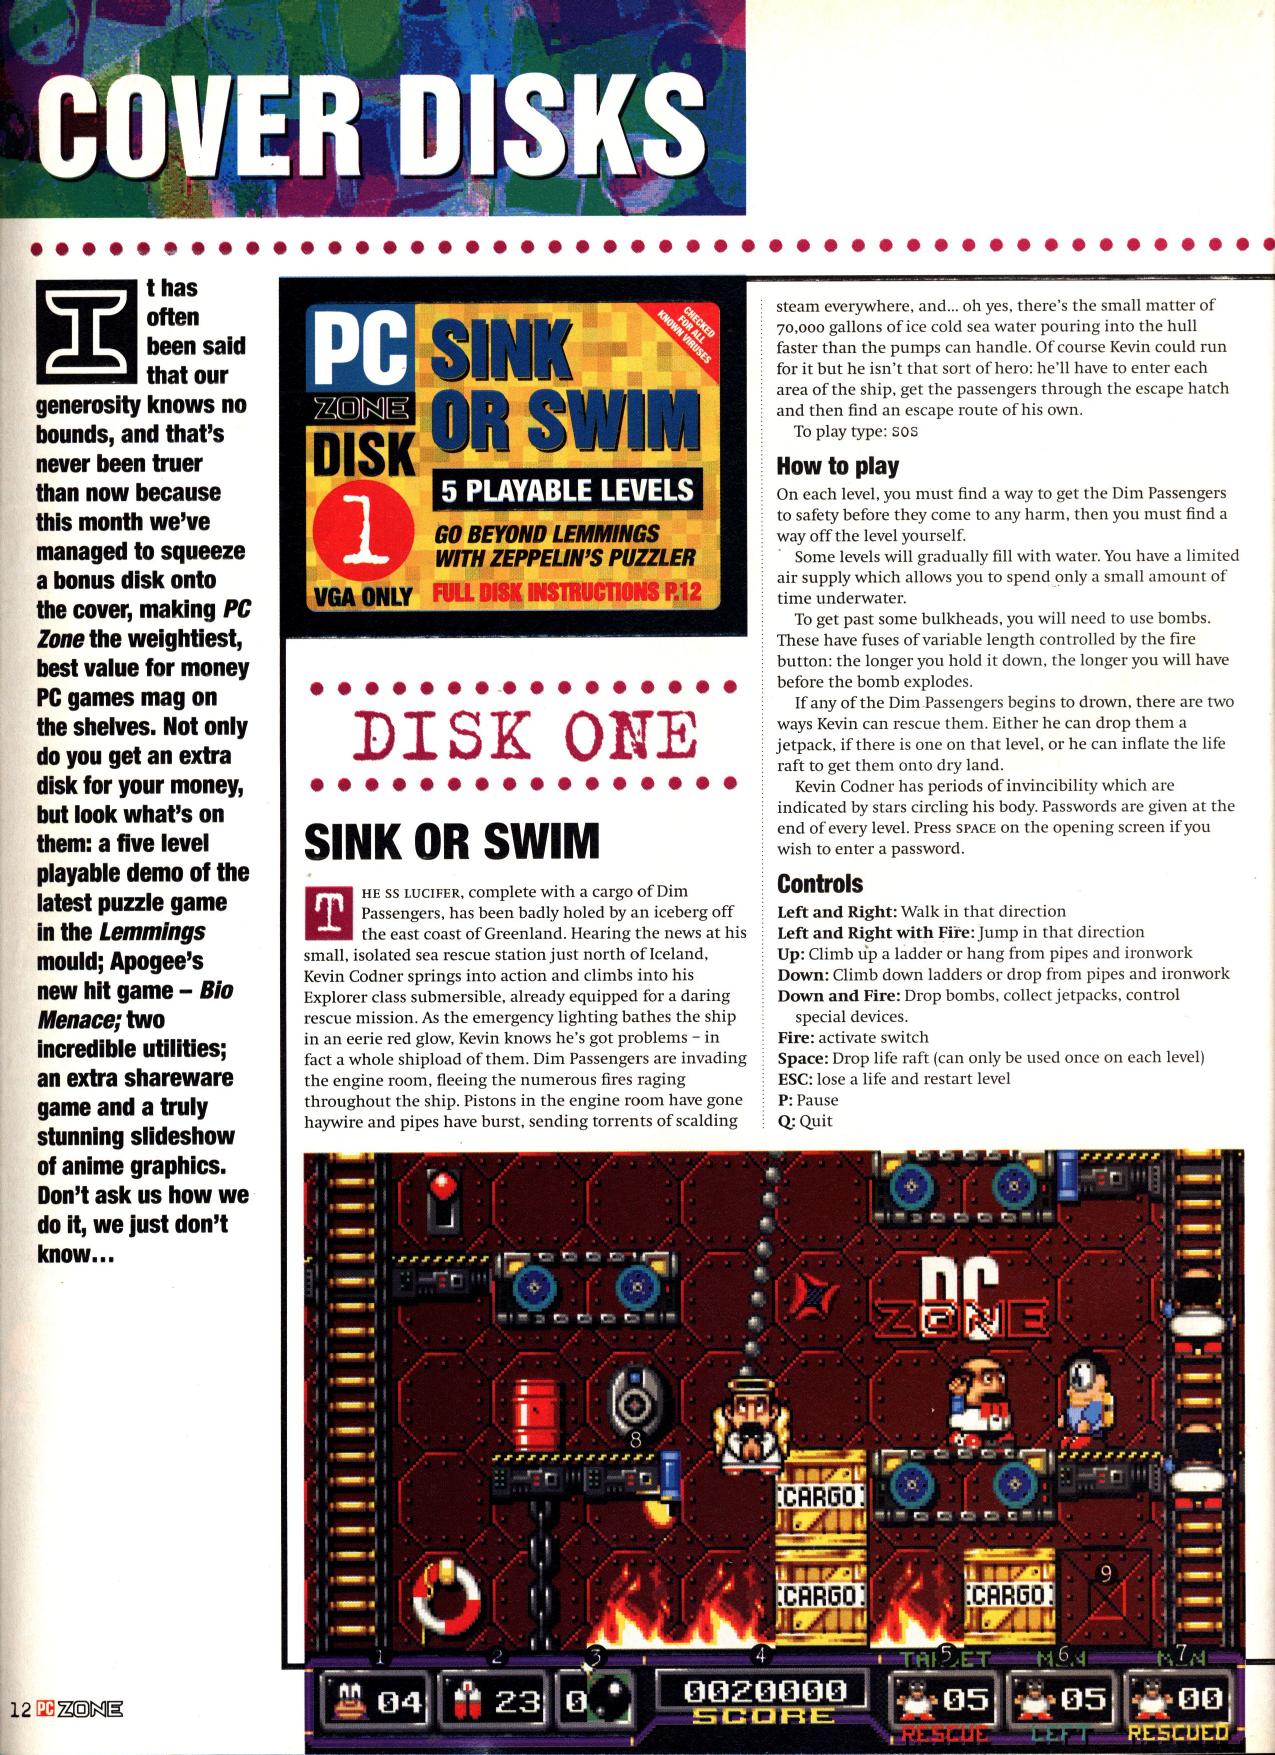 COVER DISKS
It has
often
been said
that our
generosity knows no
bounds, and that's
never been truer
than now because
this month we've
managed to squeeze
a bonus disk onto
the cover, making PC
Zone the weightiest,
best value for money
PC games mag on
the shelves. Not only
do you get an extra
disk for your money,
but look what's on
them: a five level
playable demo of the
latest puzzle game
in the Lemmings
mould; Apogee's
new hit game – Bio
Menace; two
incredible utilities;
an extra shareware
game and a truly
stunning slideshow
of anime graphics.
Don't ask us how we
do it, we just don't
know...
PC
ZONE
DISK
1
VGA ONLY
SINK
OR SWIM
CHECKED
FOR ALL
KNOWN VIRUSES
5 PLAYABLE LEVELS
GO BEYOND LEMMINGS
WITH ZEPPELIN'S PUZZLER
FULL DISK INSTRUCTIONS P.12
DISK ONE
SINK OR SWIM
THE SS LUCIFER, complete with a cargo of Dim
Passengers, has been badly holed by an iceberg off
the east coast of Greenland. Hearing the news at his
small, isolated sea rescue station just north of Iceland,
Kevin Codner springs into action and climbs into his
Explorer class submersible, already equipped for a daring
rescue mission. As the emergency lighting bathes the ship
in an eerie red glow, Kevin knows he's got problems – in
fact a whole shipload of them. Dim Passengers are invading
the engine room, fleeing the numerous fires raging
throughout the ship. Pistons in the engine room have gone
haywire and pipes have burst, sending torrents of scalding
steam everywhere, and... oh yes, there's the small matter of
70,000 gallons of ice cold sea water pouring into the hull
faster than the pumps can handle. Of course Kevin could run
for it but he isn't that sort of hero: he'll have to enter each
area of the ship, get the passengers through the escape hatch
and then find an escape route of his own.
To play type: SOS
How to play
On each level, you must find a way to get the Dim Passengers
to safety before they come to any harm, then you must find a
way off the level yourself.
Some levels will gradually fill with water. You have a limited
air supply which allows you to spend only a small amount of
time underwater.
To get past some bulkheads, you will need to use bombs.
These have fuses of variable length controlled by the fire
button: the longer you hold it down, the longer you will have
before the bomb explodes.
If any of the Dim Passengers begins to drown, there are two
ways Kevin can rescue them. Either he can drop them a
jetpack, if there is one on that level, or he can inflate the life
raft to get them onto dry land.
Kevin Codner has periods of invincibility which are
indicated by stars circling his body. Passwords are given at the
end of every level. Press SPACE on the opening screen if you
wish to enter a password.
Controls
Left and Right: Walk in that direction
Left and Right with Fire: Jump in that direction
Up: Climb up a ladder or hang from pipes and ironwork
Down: Climb down ladders or drop from pipes and ironwork
Down and Fire: Drop bombs, collect jetpacks, control
special devices.
Fire: activate switch
Space: Drop life raft (can only be used once on each level)
ESC: lose a life and restart level
P: Pause
Q: Quit
PC
ZONE
8
CARGO
CARGO
CARGO
9
1 2 3 4 5 6 7
TARGET MEN MEN
04 23 0 0020000 05 05 00
SCORE RESCUE LEFT RESCUED
12 PC ZONE